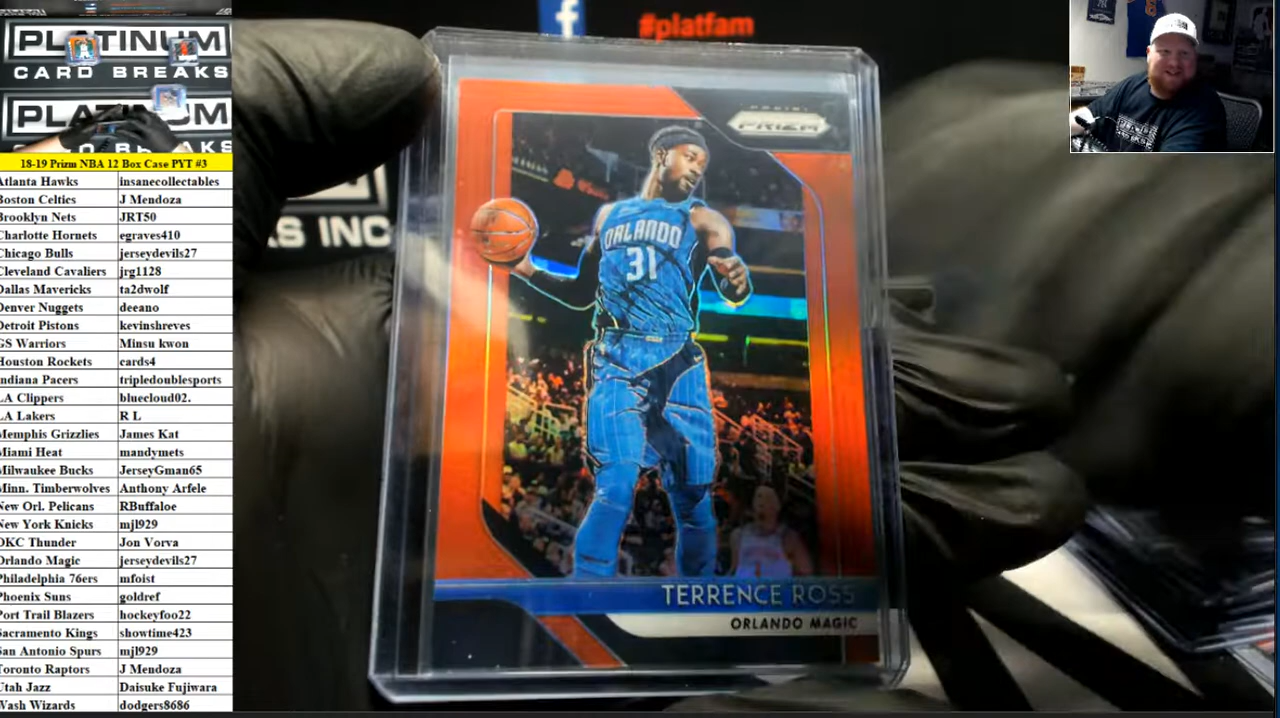 #platfam
PLATINUM
CARD BREAKS
PLATINUM
CARD BREAKS
18-19 Prizm NBA 12 Box Case PYT #3
Atlanta Hawks insanecollectables
Boston Celtics J Mendoza
Brooklyn Nets JRT50
Charlotte Hornets egraves410
Chicago Bulls jerseydevils27
Cleveland Cavaliers jrg1128
Dallas Mavericks ta2dwolf
Denver Nuggets deeano
Detroit Pistons kevinshreves
GS Warriors Minsu kwon
Houston Rockets cards4
Indiana Pacers tripledoublesports
LA Clippers bluecloud02.
LA Lakers R L
Memphis Grizzlies James Kat
Miami Heat mandymets
Milwaukee Bucks JerseyGman65
Minn. Timberwolves Anthony Arfele
New Orl. Pelicans RBuffaloe
New York Knicks mjl929
OKC Thunder Jon Vorva
Orlando Magic jerseydevils27
Philadelphia 76ers mfoist
Phoenix Suns goldref
Port Trail Blazers hockeyfoo22
Sacramento Kings showtime423
San Antonio Spurs mjl929
Toronto Raptors J Mendoza
Utah Jazz Daisuke Fujiwara
Wash Wizards dodgers8686
KS INC
PANINI
PRIZM
ORLANDO
31
TERRENCE ROSS
ORLANDO MAGIC